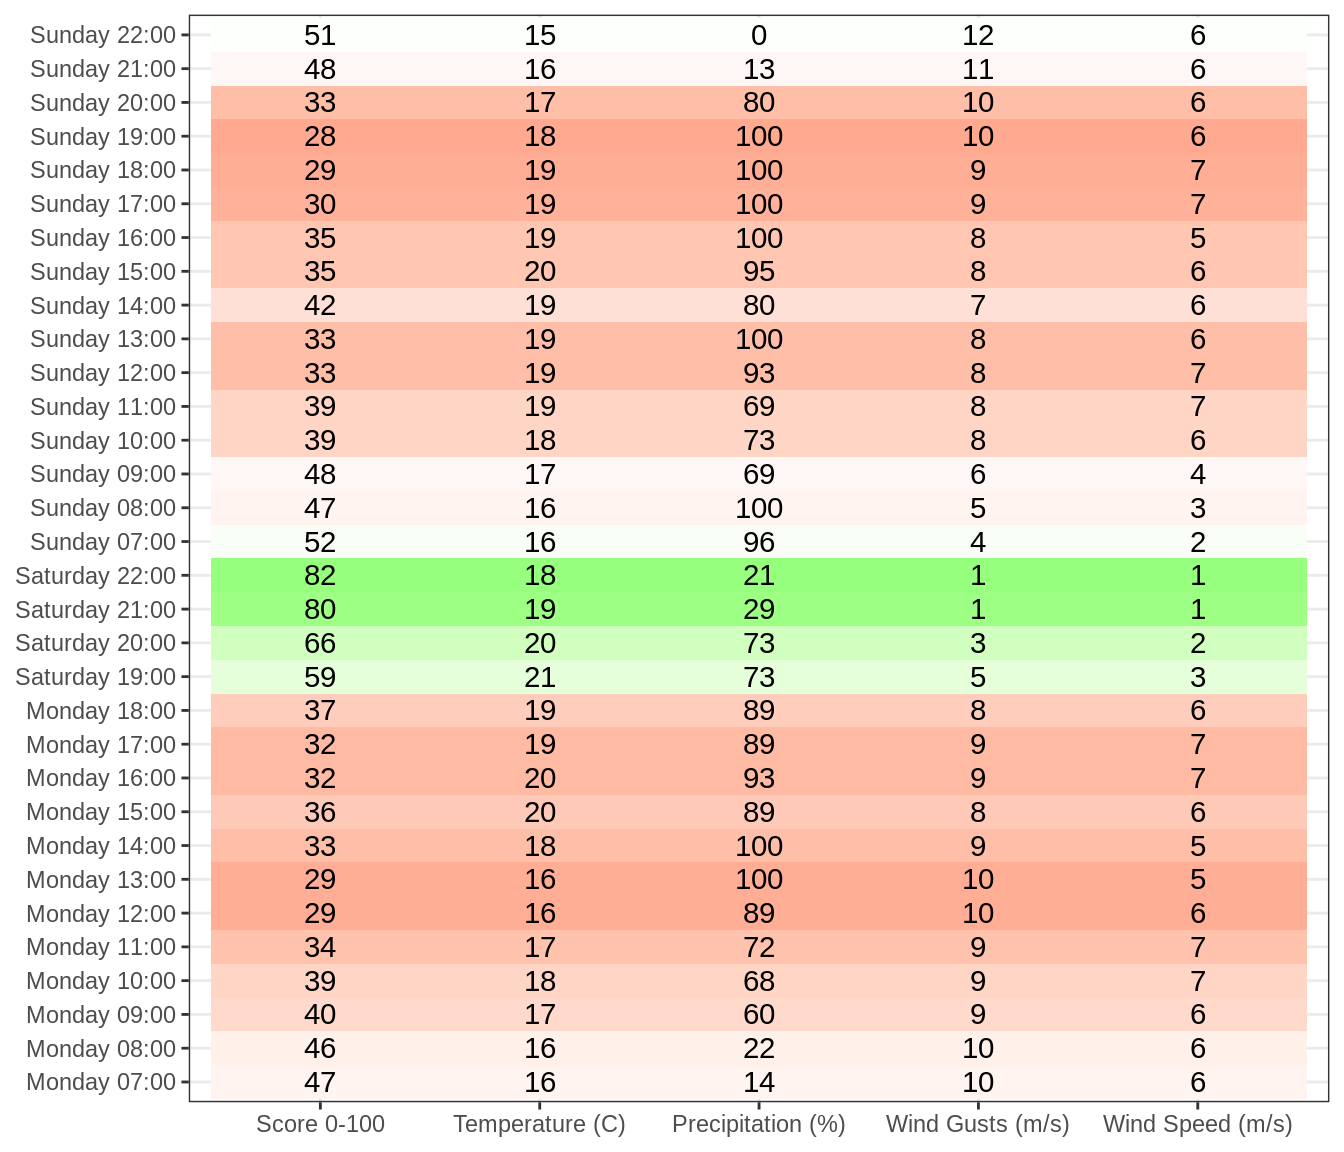 Sunday 22:00 51 15 0 12 6
Sunday 21:00 48 16 13 11 6
Sunday 20:00 33 17 80 10 6
Sunday 19:00 28 18 100 10 6
Sunday 18:00 29 19 100 9 7
Sunday 17:00 30 19 100 9 7
Sunday 16:00 35 19 100 8 5
Sunday 15:00 35 20 95 8 6
Sunday 14:00 42 19 80 7 6
Sunday 13:00 33 19 100 8 6
Sunday 12:00 33 19 93 8 7
Sunday 11:00 39 19 69 8 7
Sunday 10:00 39 18 73 8 6
Sunday 09:00 48 17 69 6 4
Sunday 08:00 47 16 100 5 3
Sunday 07:00 52 16 96 4 2
Saturday 22:00 82 18 21 1 1
Saturday 21:00 80 19 29 1 1
Saturday 20:00 66 20 73 3 2
Saturday 19:00 59 21 73 5 3
Monday 18:00 37 19 89 8 6
Monday 17:00 32 19 89 9 7
Monday 16:00 32 20 93 9 7
Monday 15:00 36 20 89 8 6
Monday 14:00 33 18 100 9 5
Monday 13:00 29 16 100 10 5
Monday 12:00 29 16 89 10 6
Monday 11:00 34 17 72 9 7
Monday 10:00 39 18 68 9 7
Monday 09:00 40 17 60 9 6
Monday 08:00 46 16 22 10 6
Monday 07:00 47 16 14 10 6
Score 0-100 Temperature (C) Precipitation (%) Wind Gusts (m/s) Wind Speed (m/s)